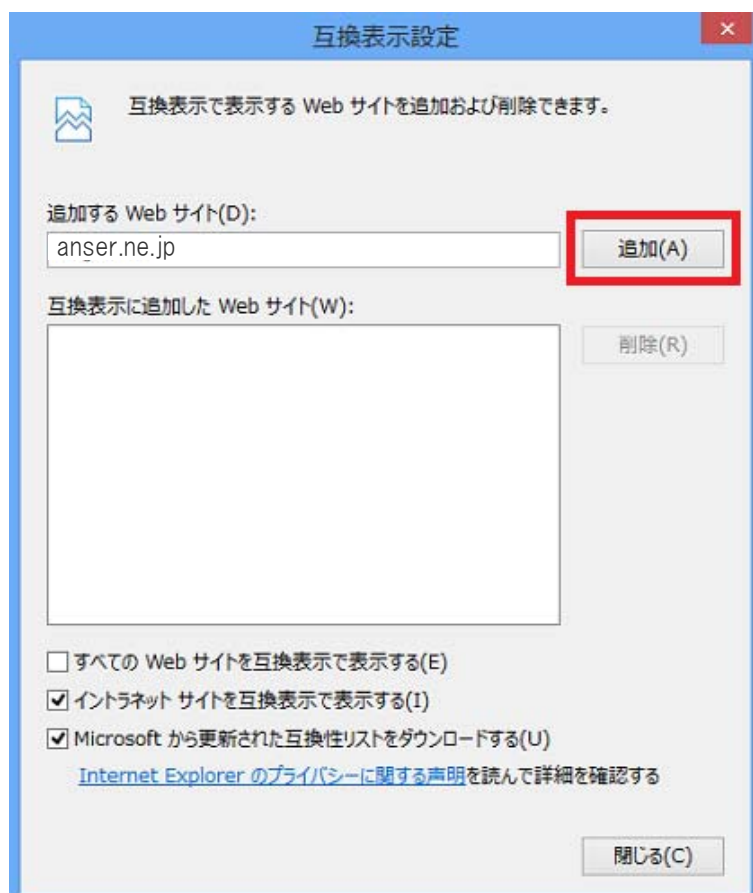 互換表示設定
互換表示で表示する Web サイトを追加および削除できます。
追加する Web サイト(D):
anser.ne.jp
追加(A)
互換表示に追加した Web サイト(W):
削除(R)
すべての Web サイトを互換表示で表示する(E)
イントラネット サイトを互換表示で表示する(I)
Microsoft から更新された互換性リストをダウンロードする(U)
Internet Explorer のプライバシーに関する声明を読んで詳細を確認する
閉じる(C)